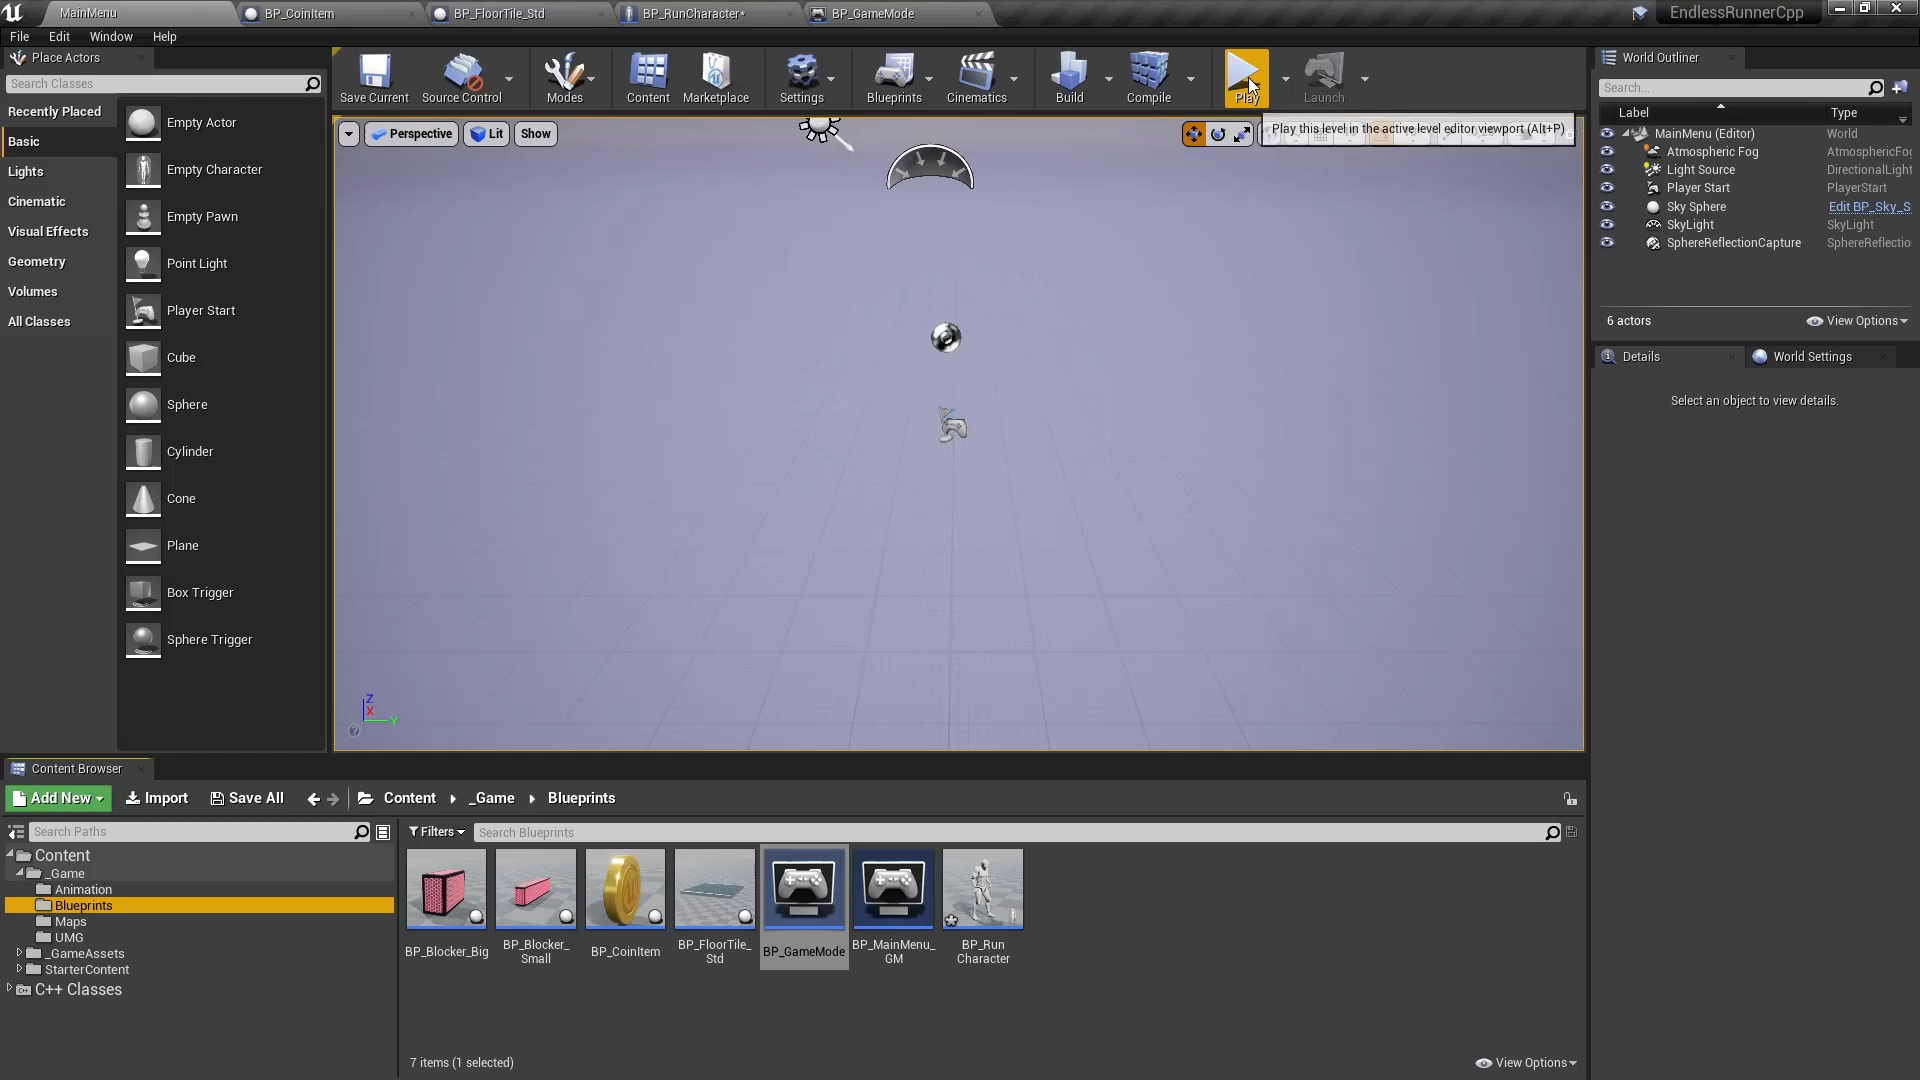 MainMenu
BP_CoinItem
BP_FloorTile_Std
BP_RunCharacter*
BP_GameMode
EndlessRunnerCpp
File
Edit
Window
Help
Place Actors
Search Classes
Recently Placed
Basic
Lights
Cinematic
Visual Effects
Geometry
Volumes
All Classes
Empty Actor
Empty Character
Empty Pawn
Point Light
Player Start
Cube
Sphere
Cylinder
Cone
Plane
Box Trigger
Sphere Trigger
Save Current
Source Control
Modes
Content
Marketplace
Settings
Blueprints
Cinematics
Build
Compile
Play
Launch
Perspective
Lit
Show
Play this level in the active level editor viewport (Alt+P)
Z
X
Y
World Outliner
Search...
Label
Type
MainMenu (Editor)
World
Atmospheric Fog
AtmosphericFog
Light Source
DirectionalLight
Player Start
PlayerStart
Sky Sphere
Edit BP_Sky_S
SkyLight
SkyLight
SphereReflectionCapture
SphereReflectio
6 actors
View Options
Details
World Settings
Select an object to view details.
Content Browser
Add New
Import
Save All
Content
_Game
Blueprints
Search Paths
Filters
Search Blueprints
Content
_Game
Animation
Blueprints
Maps
UMG
_GameAssets
StarterContent
C++ Classes
BP_Blocker_Big
BP_Blocker_
Small
BP_CoinItem
BP_FloorTile_
Std
BP_GameMode
BP_MainMenu_
GM
BP_Run
Character
7 items (1 selected)
View Options